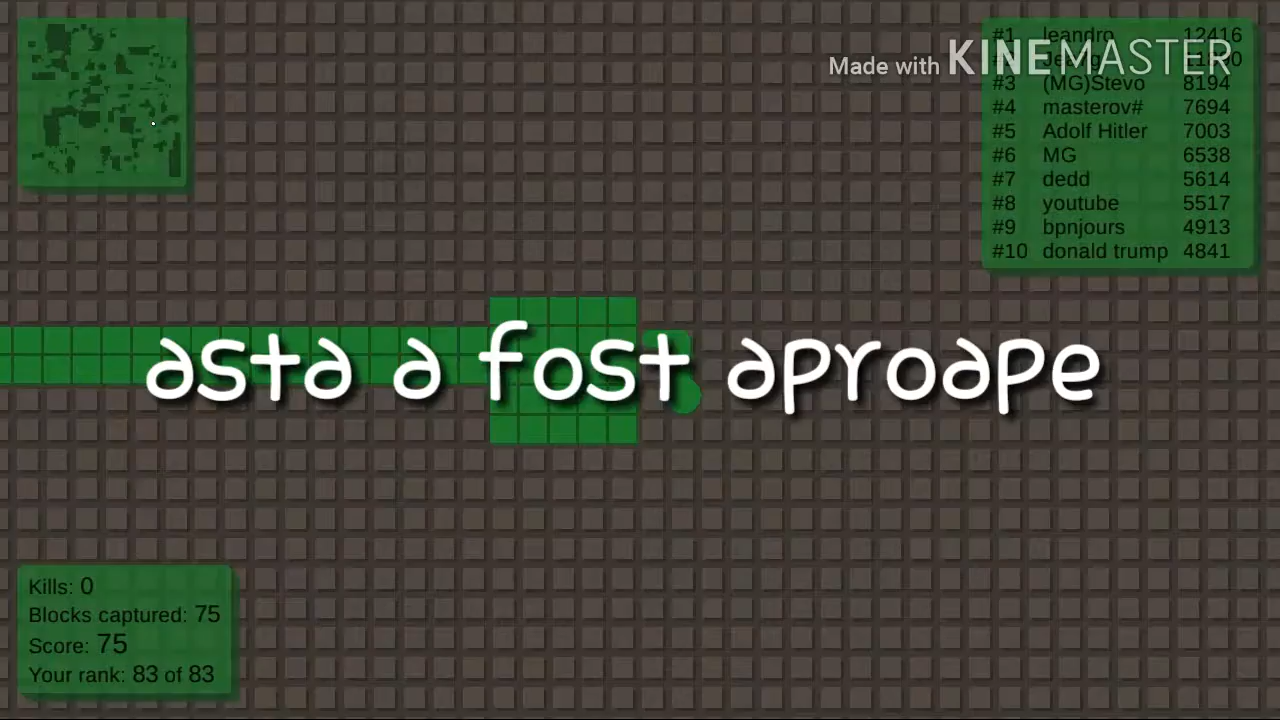 #1 leandro 12416
Made with KINEMASTER
#3 (MG)Stevo 8194
#4 masterov# 7694
#5 Adolf Hitler 7003
#6 MG 6538
#7 dedd 5614
#8 youtube 5517
#9 bpnjours 4913
#10 donald trump 4841
asta a fost aproape
Kills: 0
Blocks captured: 75
Score: 75
Your rank: 83 of 83